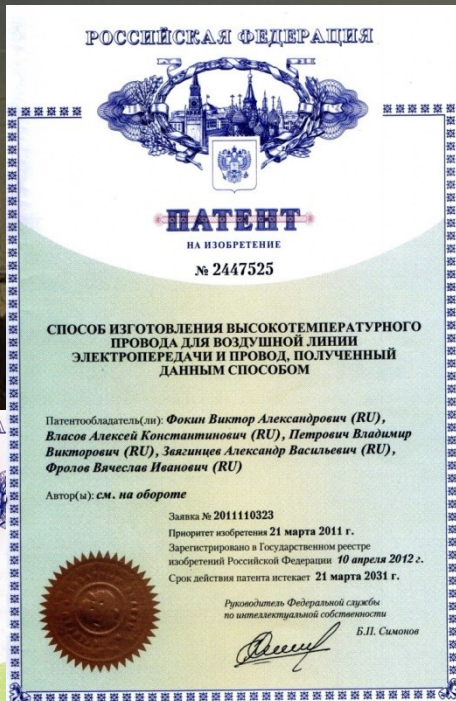 РОССИЙСКАЯ ФЕДЕРАЦИЯ
ПАТЕНТ
НА ИЗОБРЕТЕНИЕ
№ 2447525
СПОСОБ ИЗГОТОВЛЕНИЯ ВЫСОКОТЕМПЕРАТУРНОГО
ПРОВОДА ДЛЯ ВОЗДУШНОЙ ЛИНИИ
ЭЛЕКТРОПЕРЕДАЧИ И ПРОВОД, ПОЛУЧЕННЫЙ
ДАННЫМ СПОСОБОМ
Патентообладатель(ли): Фокин Виктор Александрович (RU),
Власов Алексей Константинович (RU), Петрович Владимир
Викторович (RU), Звягинцев Александр Васильевич (RU),
Фролов Вячеслав Иванович (RU)
Автор(ы): см. на обороте
Заявка № 2011110323
Приоритет изобретения 21 марта 2011 г.
Зарегистрировано в Государственном реестре
изобретений Российской Федерации 10 апреля 2012 г.
Срок действия патента истекает 21 марта 2031 г.
Руководитель Федеральной службы
по интеллектуальной собственности
Б.П. Симонов